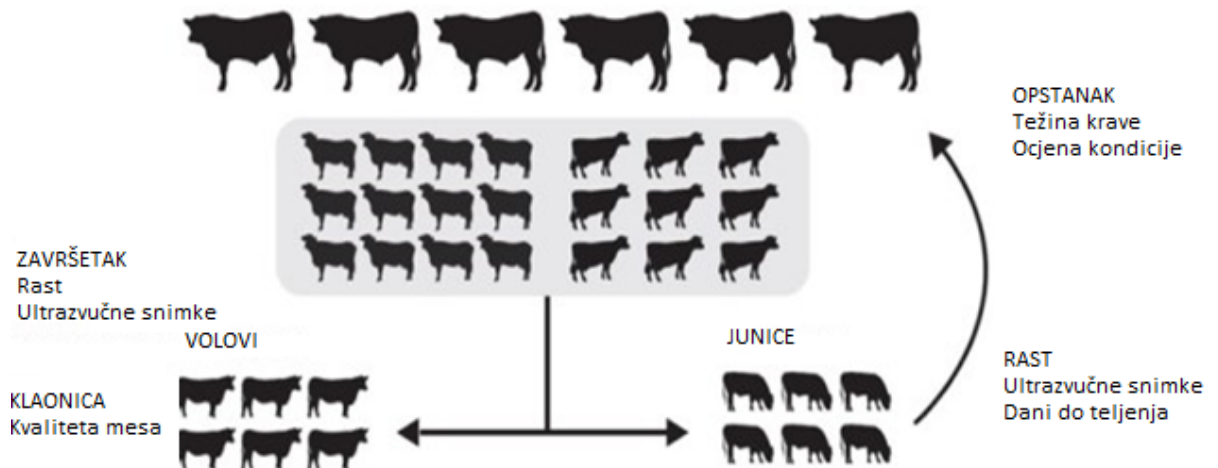 OPSTANAK
Težina krave
Ocjena kondicije
ZAVRŠETAK
Rast
Ultrazvučne snimke
VOLOVI
JUNICE
KLAONICA
Kvaliteta mesa
RAST
Ultrazvučne snimke
Dani do teljenja